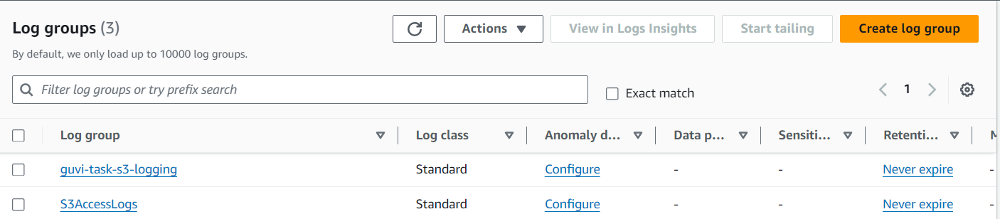 Log groups (3)
Actions
View in Logs Insights
Start tailing
Create log group
By default, we only load up to 10000 log groups.
Filter log groups or try prefix search
Exact match
1
Log group
Log class
Anomaly d...
Data p...
Sensiti...
Retenti...
M
guvi-task-s3-logging
Standard
Configure
-
-
Never expire
-
S3AccessLogs
Standard
Configure
-
-
Never expire
-